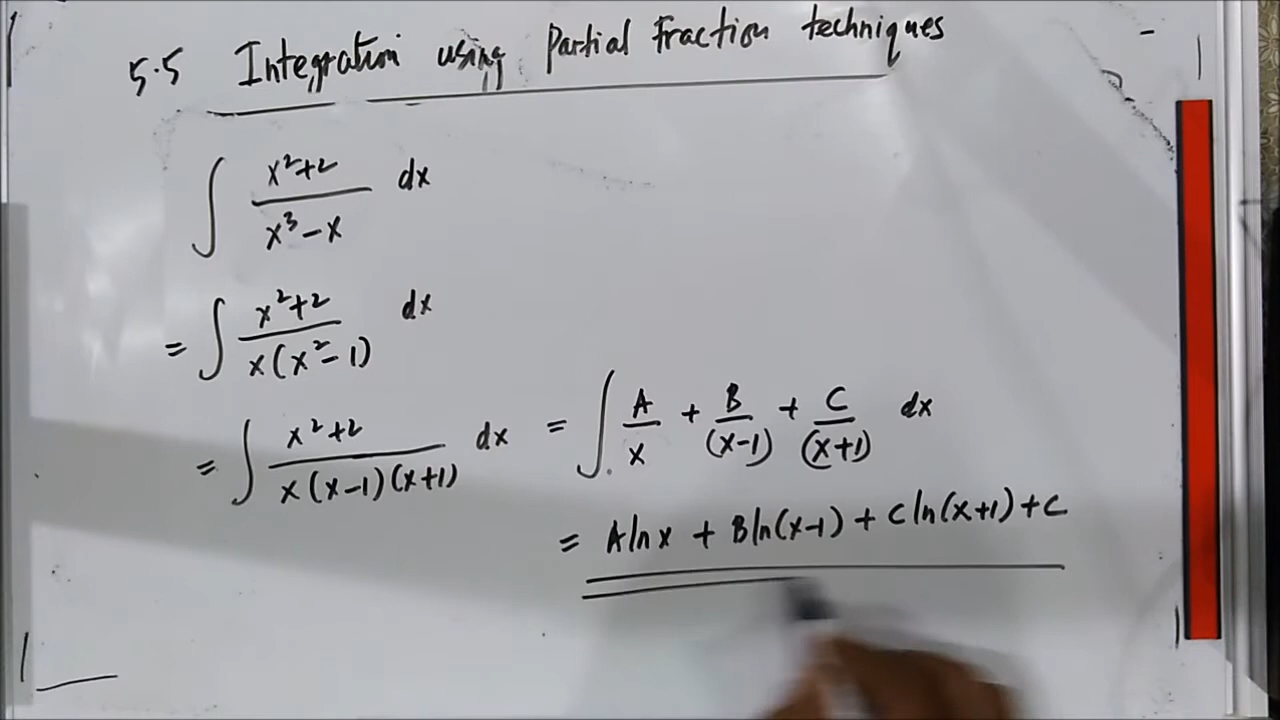 5.5 Integration using Partial Fraction techniques
∫ (x²+2)/(x³-x) dx
= ∫ (x²+2)/(x(x²-1)) dx
= ∫ (x²+2)/(x(x-1)(x+1)) dx = ∫ A/x + B/(x-1) + C/(x+1) dx
= A ln x + B ln(x-1) + C ln(x+1) + C